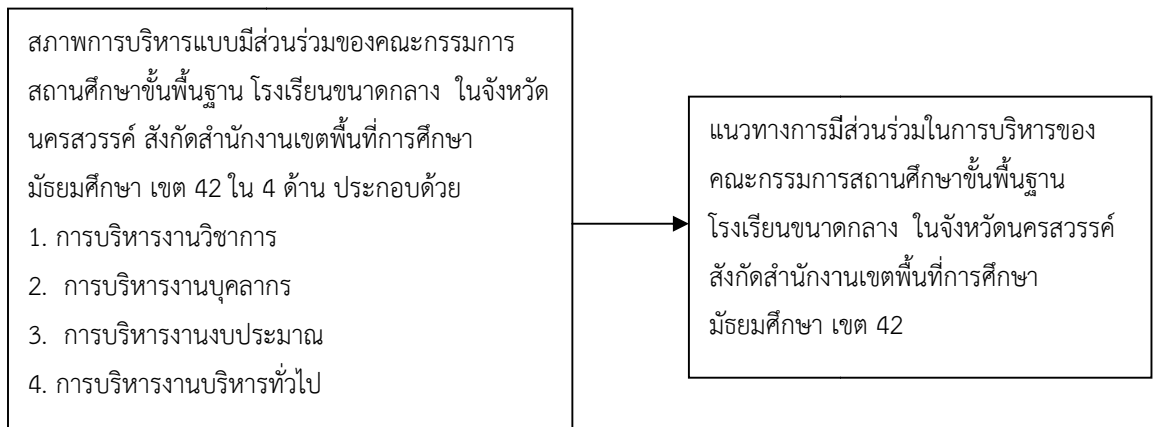 สภาพการบริหารแบบมีส่วนร่วมของคณะกรรมการ
สถานศึกษาขั้นพื้นฐาน โรงเรียนขนาดกลาง ในจังหวัด
นครสวรรค์ สังกัดสำนักงานเขตพื้นที่การศึกษา
มัธยมศึกษา เขต 42 ใน 4 ด้าน ประกอบด้วย
1. การบริหารงานวิชาการ
2. การบริหารงานบุคลากร
3. การบริหารงานงบประมาณ
4. การบริหารงานบริหารทั่วไป
แนวทางการมีส่วนร่วมในการบริหารของ
คณะกรรมการสถานศึกษาขั้นพื้นฐาน
โรงเรียนขนาดกลาง ในจังหวัดนครสวรรค์
สังกัดสำนักงานเขตพื้นที่การศึกษา
มัธยมศึกษา เขต 42